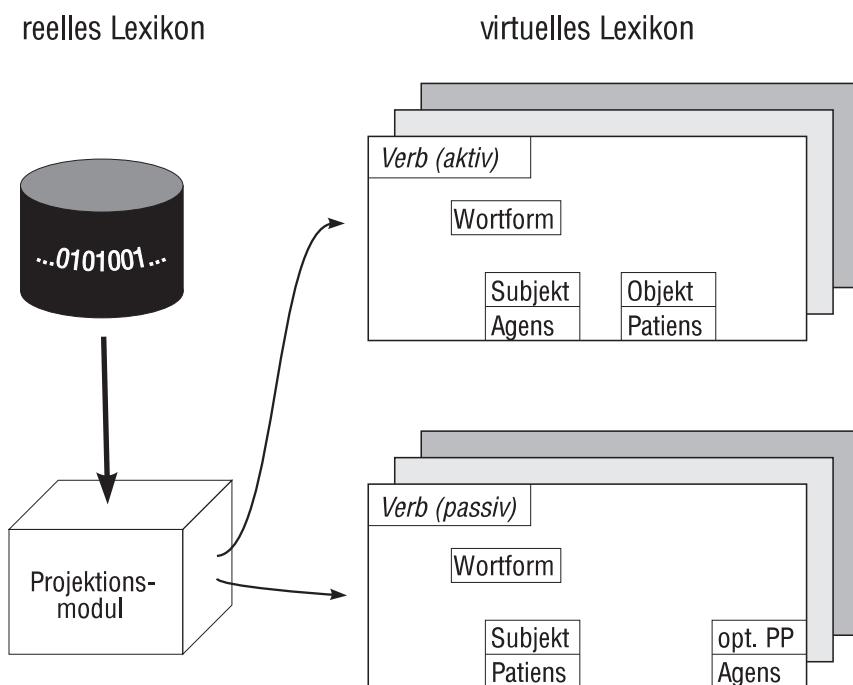 reelles Lexikon
virtuelles Lexikon
...0101001...
Projektions-
modul
Verb (aktiv)
Wortform
Subjekt
Agens
Objekt
Patiens
Verb (passiv)
Wortform
Subjekt
Patiens
opt. PP
Agens